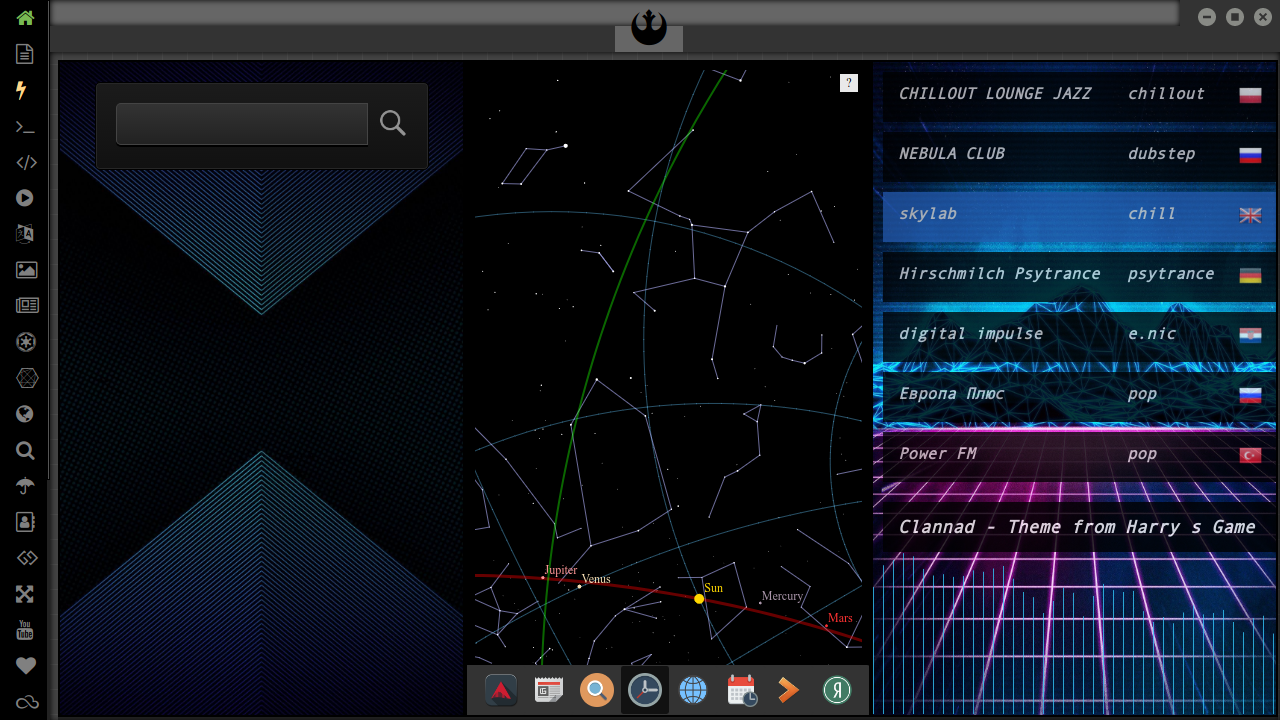 ?
CHILLOUT LOUNGE JAZZ chillout
NEBULA CLUB dubstep
skylab chill
Hirschmilch Psytrance psytrance
digital impulse e.nic
Европа Плюс pop
Power FM pop
Clannad - Theme from Harry s Game
Jupiter
Venus
Sun
Mercury
Mars
You
Tube
Я